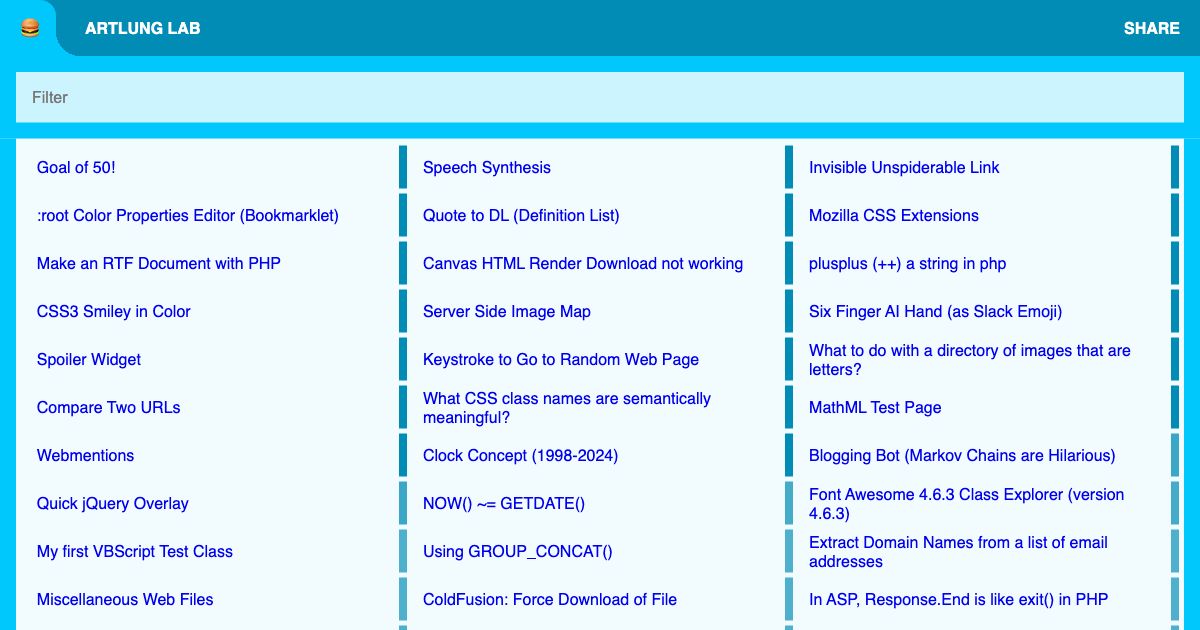 ARTLUNG LAB
SHARE
Filter
Goal of 50!
Speech Synthesis
Invisible Unspiderable Link
:root Color Properties Editor (Bookmarklet)
Quote to DL (Definition List)
Mozilla CSS Extensions
Make an RTF Document with PHP
Canvas HTML Render Download not working
plusplus (++) a string in php
CSS3 Smiley in Color
Server Side Image Map
Six Finger AI Hand (as Slack Emoji)
Spoiler Widget
Keystroke to Go to Random Web Page
What to do with a directory of images that are
letters?
Compare Two URLs
What CSS class names are semantically
meaningful?
MathML Test Page
Webmentions
Clock Concept (1998-2024)
Blogging Bot (Markov Chains are Hilarious)
Quick jQuery Overlay
NOW() ~= GETDATE()
Font Awesome 4.6.3 Class Explorer (version
4.6.3)
My first VBScript Test Class
Using GROUP_CONCAT()
Extract Domain Names from a list of email
addresses
Miscellaneous Web Files
ColdFusion: Force Download of File
In ASP, Response.End is like exit() in PHP